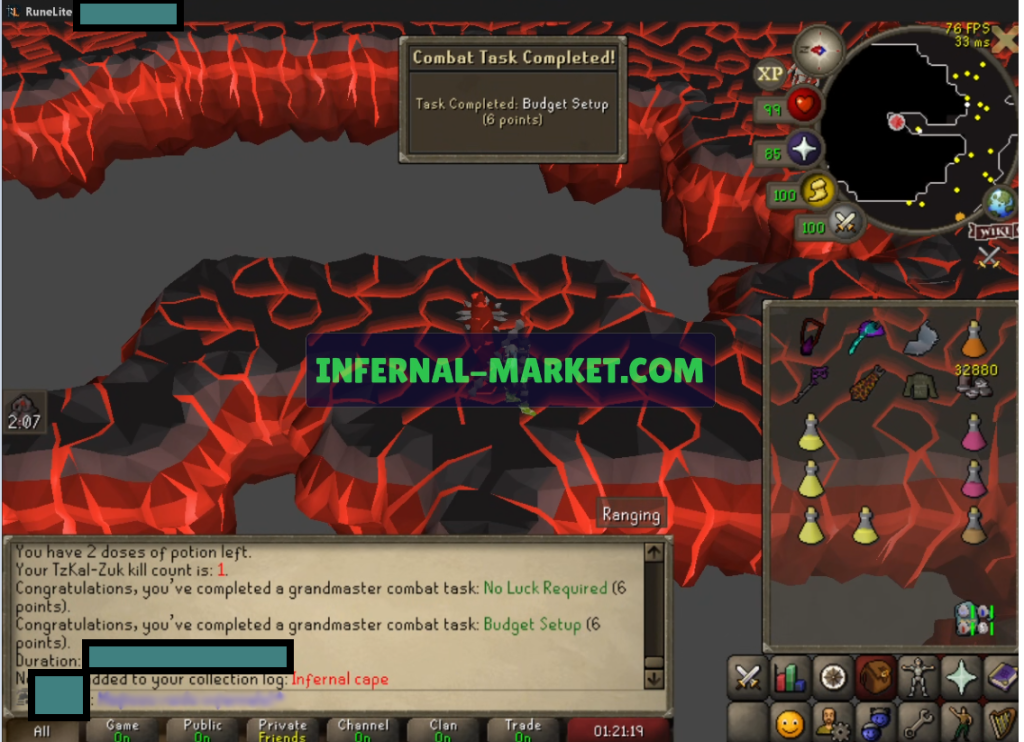 RuneLite
76 FPS
33 ms
Combat Task Completed!
Task Completed: Budget Setup
(6 points)
XP
99
85
100
100
WIKI
INFERNAL-MARKET.COM
32880
2:07
Ranging
You have 2 doses of potion left.
Your TzKal-Zuk kill count is: 1.
Congratulations, you've completed a grandmaster combat task: No Luck Required (6
points).
Congratulations, you've completed a grandmaster combat task: Budget Setup (6
points).
Duration:
added to your collection log: Infernal cape
All
Game
On
Public
On
Private
Friends
Channel
On
Clan
On
Trade
On
01:21:19